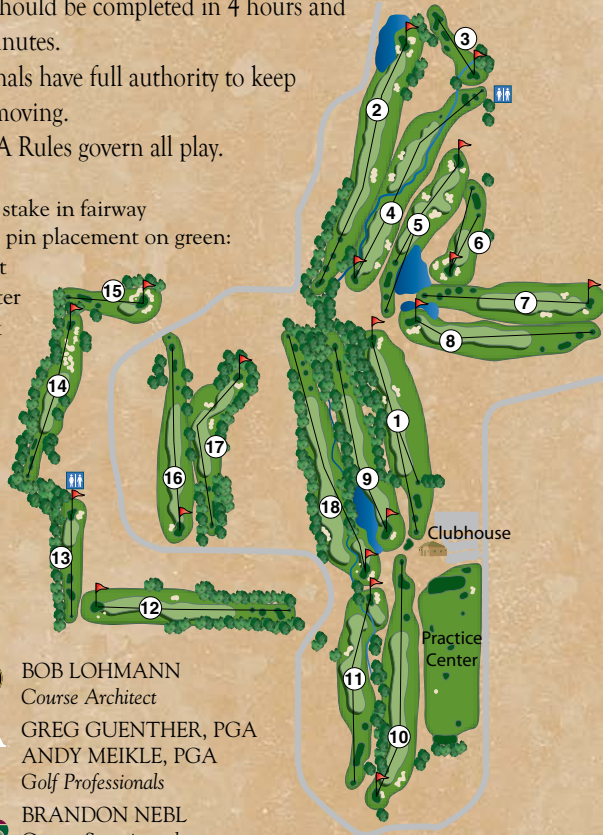 hould be completed in 4 hours and
nutes.
nals have full authority to keep
moving.
A Rules govern all play.
stake in fairway
pin placement on green:
t
ter
t
3
2
4
5
6
7
8
15
14
1
17
16
9
18
Clubhouse
13
12
Practice
Center
11
10
BOB LOHMANN
Course Architect
GREG GUENTHER, PGA
ANDY MEIKLE, PGA
Golf Professionals
BRANDON NEBL